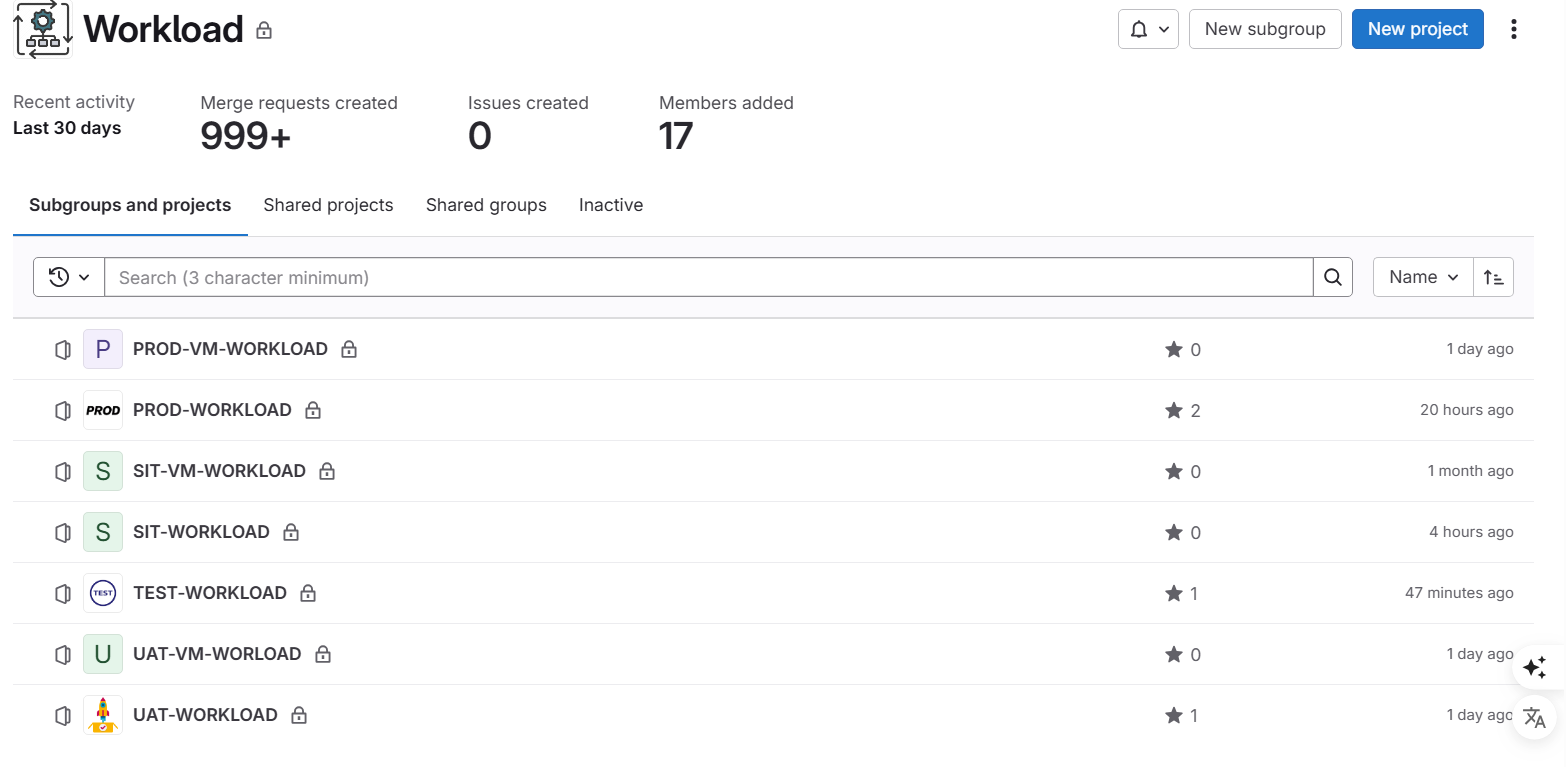 Workload
New subgroup
New project
Recent activity
Last 30 days
Merge requests created
999+
Issues created
0
Members added
17
Subgroups and projects
Shared projects
Shared groups
Inactive
Search (3 character minimum)
Name
P PROD-VM-WORKLOAD 0 1 day ago
PROD PROD-WORKLOAD 2 20 hours ago
S SIT-VM-WORKLOAD 0 1 month ago
S SIT-WORKLOAD 0 4 hours ago
TEST TEST-WORKLOAD 1 47 minutes ago
U UAT-VM-WORLOAD 0 1 day ago
UAT-WORKLOAD 1 1 day ago